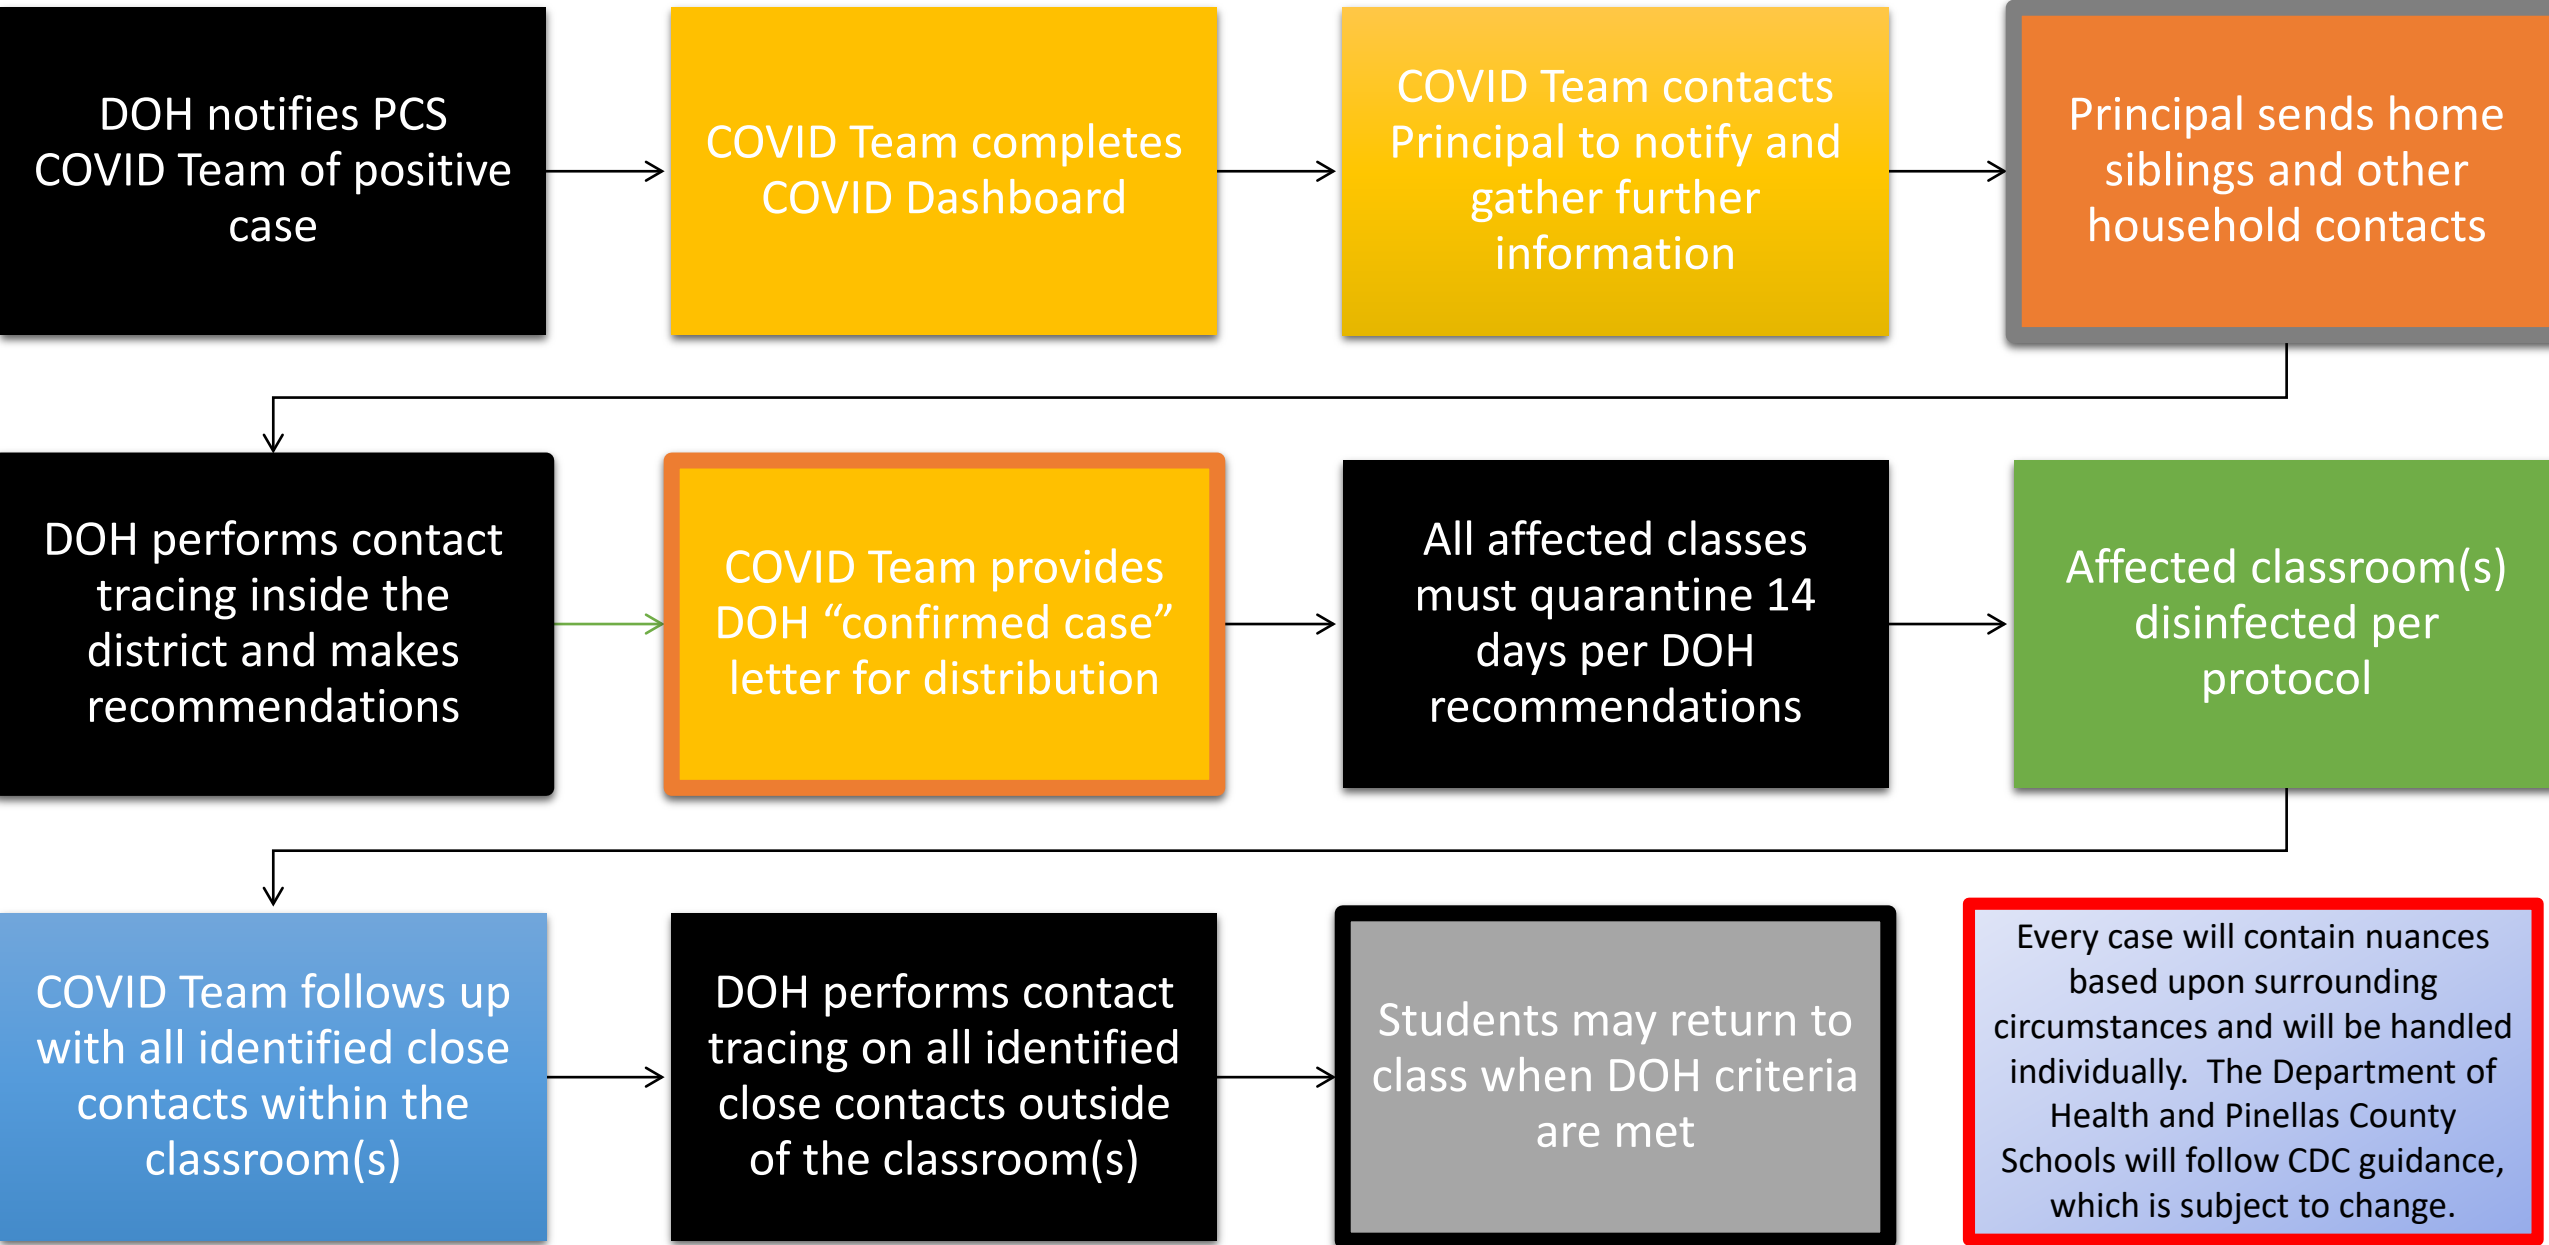 DOH notifies PCS
COVID Team of positive
case
COVID Team completes
COVID Dashboard
COVID Team contacts
Principal to notify and
gather further
information
Principal sends home
siblings and other
household contacts
DOH performs contact
tracing inside the
district and makes
recommendations
COVID Team provides
DOH “confirmed case”
letter for distribution
All affected classes
must quarantine 14
days per DOH
recommendations
Affected classroom(s)
disinfected per
protocol
COVID Team follows up
with all identified close
contacts within the
classroom(s)
DOH performs contact
tracing on all identified
close contacts outside
of the classroom(s)
Students may return to
class when DOH criteria
are met
Every case will contain nuances
based upon surrounding
circumstances and will be handled
individually.  The Department of
Health and Pinellas County
Schools will follow CDC guidance,
which is subject to change.